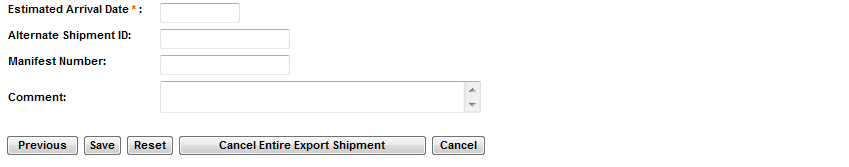 Estimated Arrival Date * :
Alternate Shipment ID:
Manifest Number:
Comment:
Previous Save Reset Cancel Entire Export Shipment Cancel